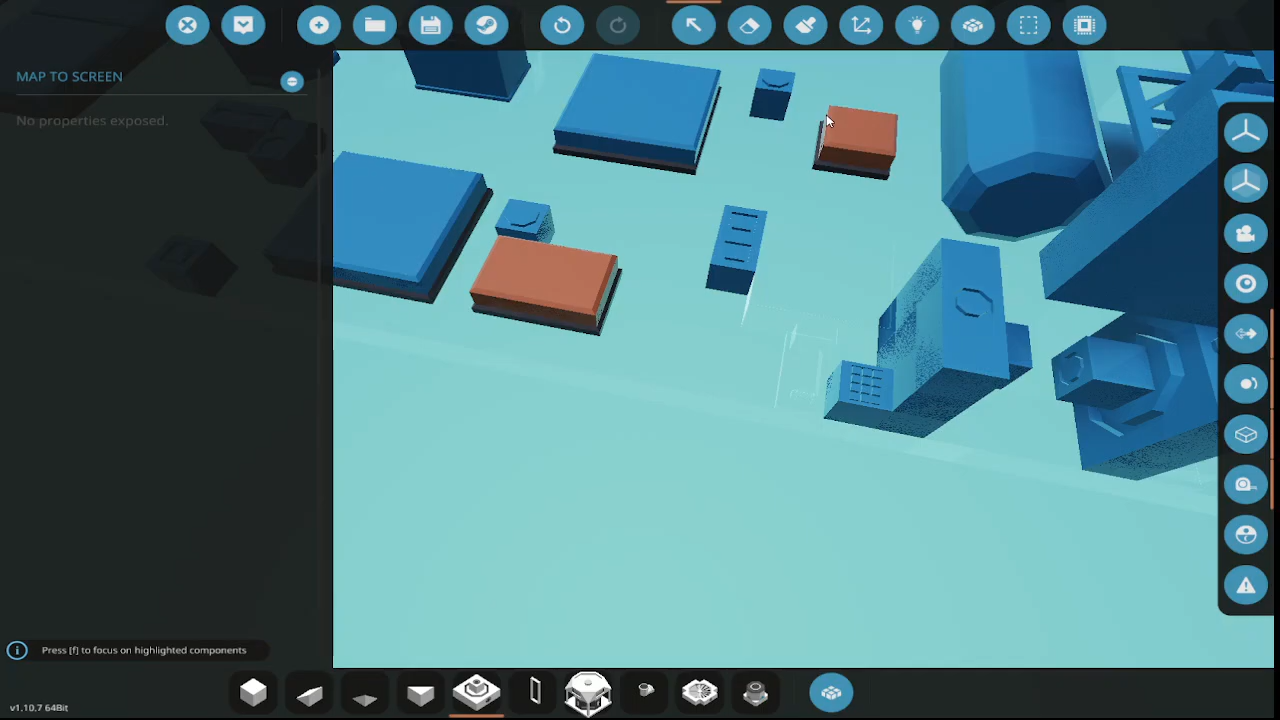 MAP TO SCREEN
No properties exposed.
Press [f] to focus on highlighted components
v1.10.7 64Bit